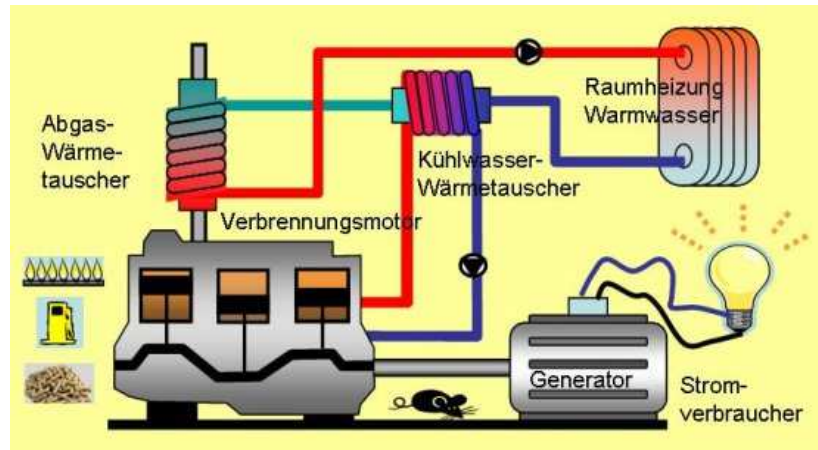 Abgas-
Wärme-
tauscher
Raumheizung
Warmwasser
Kühlwasser-
Wärmetauscher
Verbrennungsmotor
Generator
Strom-
verbraucher